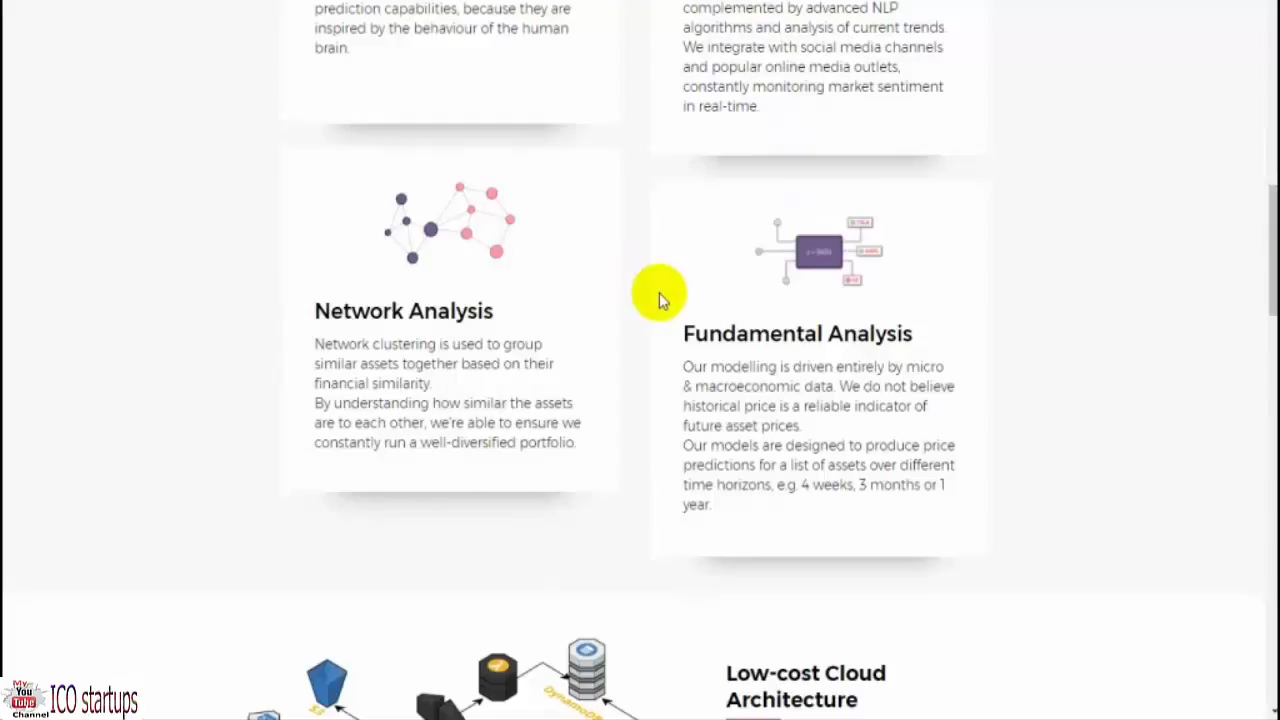 prediction capabilities, because they are
inspired by the behaviour of the human
brain.
complemented by advanced NLP
algorithms and analysis of current trends.
We integrate with social media channels
and popular online media outlets,
constantly monitoring market sentiment
in real-time.
Network Analysis
Network clustering is used to group
similar assets together based on their
financial similarity.
By understanding how similar the assets
are to each other, we're able to ensure we
constantly run a well-diversified portfolio.
Fundamental Analysis
Our modelling is driven entirely by micro
& macroeconomic data. We do not believe
historical price is a reliable indicator of
future asset prices.
Our models are designed to produce price
predictions for a list of assets over different
time horizons, e.g. 4 weeks, 3 months or 1
year.
S3
DynamoDB
Low-cost Cloud
Architecture
My
You
Tube
Channel
ICO startups